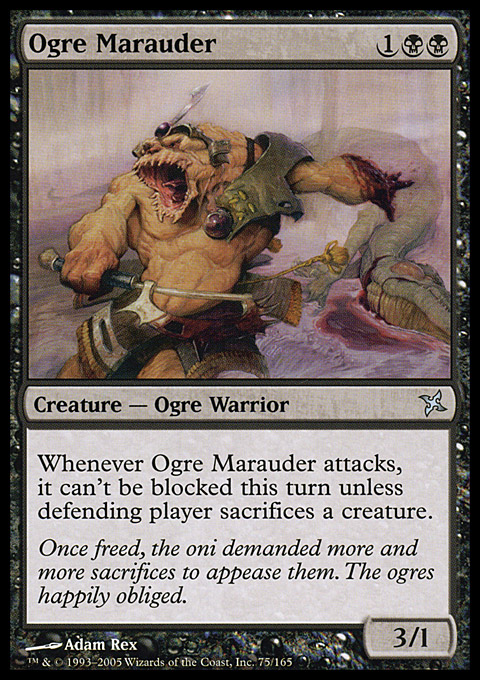 Ogre Marauder 1
Creature — Ogre Warrior
Whenever Ogre Marauder attacks,
it can't be blocked this turn unless
defending player sacrifices a creature.
Once freed, the oni demanded more and
more sacrifices to appease them. The ogres
happily obliged.
3/1
Adam Rex
™ & © 1993–2005 Wizards of the Coast, Inc. 75/165